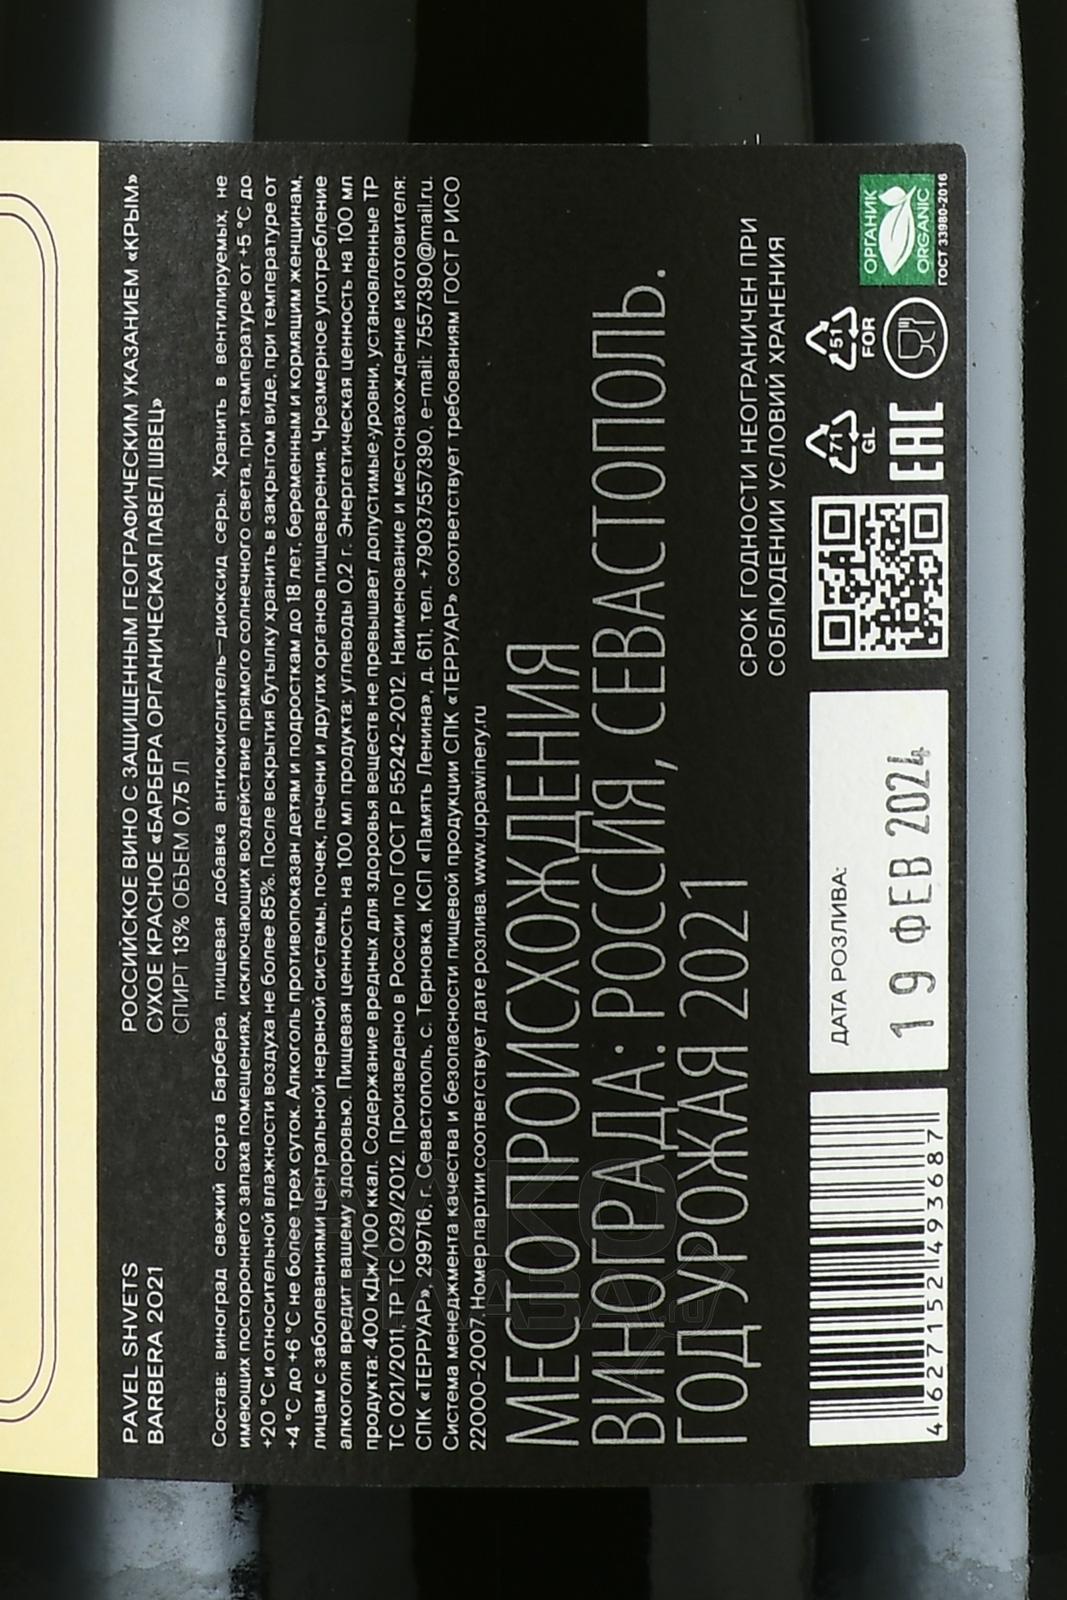 PAVEL SHVETS
BARBERA 2021
РОССИЙСКОЕ ВИНО С ЗАЩИЩЕННЫМ ГЕОГРАФИЧЕСКИМ УКАЗАНИЕМ «КРЫМ»
СУХОЕ КРАСНОЕ «БАРБЕРА ОРГАНИЧЕСКАЯ ПАВЕЛ ШВЕЦ»
СПИРТ 13% ОБЪЕМ 0,75 Л
Состав: виноград свежий сорта Барбера, пищевая добавка антиокислитель–диоксид серы. Хранить в вентилируемых, не
имеющих постороннего запаха помещениях, исключающих воздействие прямого солнечного света, при температуре от +5 °С до
+20 °С и относительной влажности воздуха не более 85%. После вскрытия бутылку хранить в закрытом виде, при температуре от
+4 °С до +6 °С не более трех суток. Алкоголь противопоказан детям и подросткам до 18 лет, беременным и кормящим женщинам,
лицам с заболеваниями центральной нервной системы, почек, печени и других органов пищеварения. Чрезмерное употребление
алкоголя вредит вашему здоровью. Пищевая ценность на 100 мл продукта: углеводы 0,2 г. Энергетическая ценность на 100 мл
продукта: 400 кДж/100 ккал. Содержание вредных для здоровья веществ не превышает допустимые уровни, установленные ТР
ТС 021/2011, ТР ТС 029/2012. Произведено в России по ГОСТ Р 55242-2012. Наименование и местонахождение изготовителя:
СПК «ТЕРРУАР», 299716, г. Севастополь, с. Терновка, КСП «Память Ленина», д. 611, тел. +79037557390, e-mail: 7557390@mail.ru.
Система менеджмента качества и безопасности пищевой продукции СПК «ТЕРРУАР» соответствует требованиям ГОСТ Р ИСО
22000-2007. Номер партии соответствует дате розлива. www.uppawinery.ru
МЕСТО ПРОИСХОЖДЕНИЯ
ВИНОГРАДА: РОССИЯ, СЕВАСТОПОЛЬ.
ГОД УРОЖАЯ 2021
СРОК ГОДНОСТИ НЕОГРАНИЧЕН ПРИ
СОБЛЮДЕНИИ УСЛОВИЙ ХРАНЕНИЯ
4 627152 493687
ДАТА РОЗЛИВА:
19 ФЕВ 2024
71
GL
51
FOR
EAC
ОРГАНИК
ORGANIC
ГОСТ 33980-2016